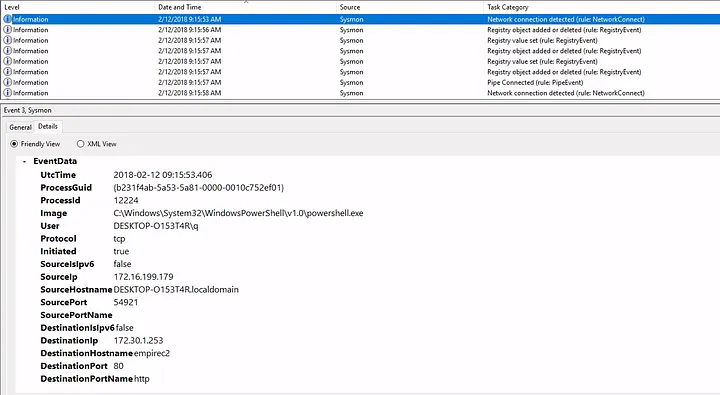 Level Date and Time Source Task Category
Information 2/12/2018 9:15:53 AM Sysmon Network connection detected (rule: NetworkConnect)
Information 2/12/2018 9:15:56 AM Sysmon Registry object added or deleted (rule: RegistryEvent)
Information 2/12/2018 9:15:57 AM Sysmon Registry value set (rule: RegistryEvent)
Information 2/12/2018 9:15:57 AM Sysmon Registry object added or deleted (rule: RegistryEvent)
Information 2/12/2018 9:15:57 AM Sysmon Registry value set (rule: RegistryEvent)
Information 2/12/2018 9:15:57 AM Sysmon Registry object added or deleted (rule: RegistryEvent)
Information 2/12/2018 9:15:57 AM Sysmon Pipe Connected (rule: PipeEvent)
Information 2/12/2018 9:15:58 AM Sysmon Network connection detected (rule: NetworkConnect)
Event 3, Sysmon
General Details
Friendly View XML View
- EventData
UtcTime 2018-02-12 09:15:53.406
ProcessGuid {b231f4ab-5a53-5a81-0000-0010c752ef01}
ProcessId 12224
Image C:\Windows\System32\WindowsPowerShell\v1.0\powershell.exe
User DESKTOP-O153T4R\q
Protocol tcp
Initiated true
SourceIsIpv6 false
SourceIp 172.16.199.179
SourceHostname DESKTOP-O153T4R.localdomain
SourcePort 54921
SourcePortName
DestinationIsIpv6 false
DestinationIp 172.30.1.253
DestinationHostname empirec2
DestinationPort 80
DestinationPortName http